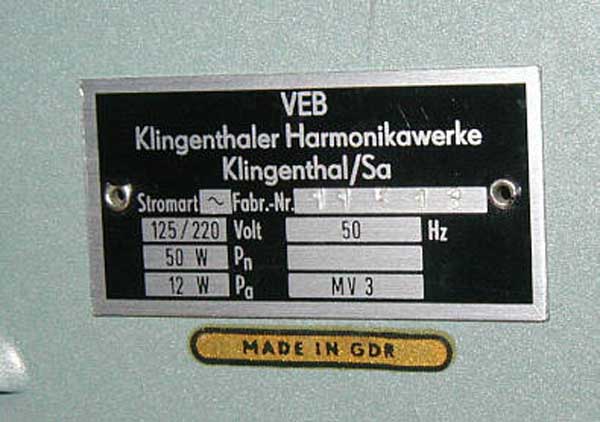 VEB
Klingenthaler Harmonikawerke
Klingenthal/Sa
Stromart ~ Fabr.-Nr.
125/220 Volt 50 Hz
50 W Pn
12 W Pa MV 3
MADE IN GDR